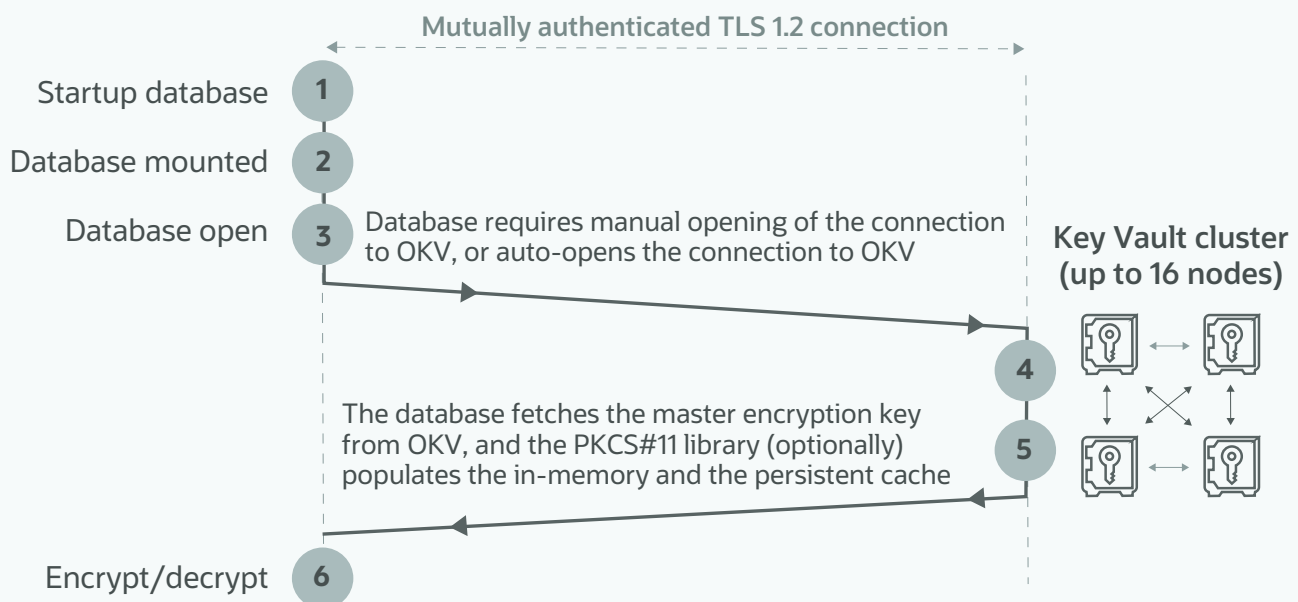 Mutually authenticated TLS 1.2 connection
Startup database
1
Database mounted
2
Database open
3
Database requires manual opening of the connection
to OKV, or auto-opens the connection to OKV
Key Vault cluster
(up to 16 nodes)
4
The database fetches the master encryption key
from OKV, and the PKCS#11 library (optionally)
populates the in-memory and the persistent cache
5
Encrypt/decrypt
6